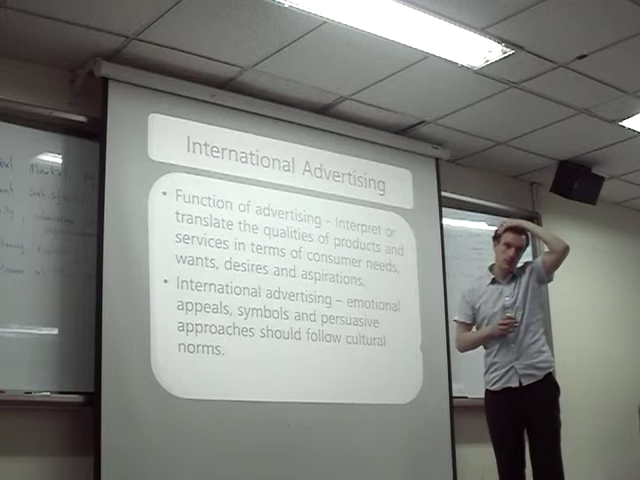 International Advertising
• Function of advertising - Interpret or
translate the qualities of products and
services in terms of consumer needs,
wants, desires and aspirations.
• International advertising – emotional
appeals, symbols and persuasive
approaches should follow cultural
norms.